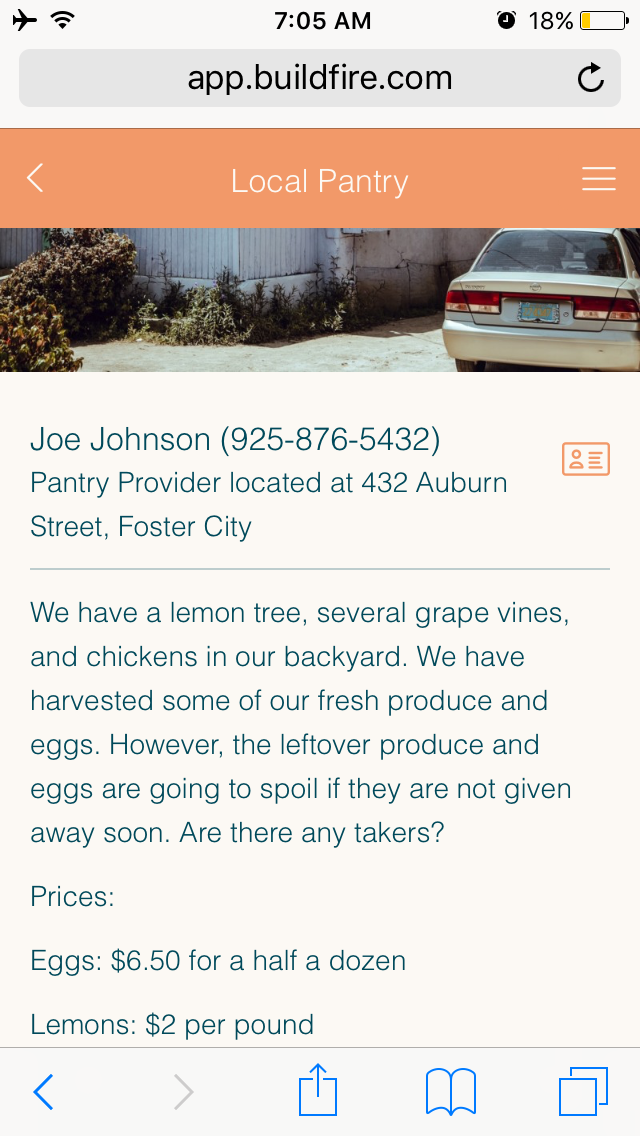 7:05 AM
18%
app.buildfire.com
Local Pantry
Joe Johnson (925-876-5432)
Pantry Provider located at 432 Auburn
Street, Foster City
We have a lemon tree, several grape vines,
and chickens in our backyard. We have
harvested some of our fresh produce and
eggs. However, the leftover produce and
eggs are going to spoil if they are not given
away soon. Are there any takers?
Prices:
Eggs: $6.50 for a half a dozen
Lemons: $2 per pound